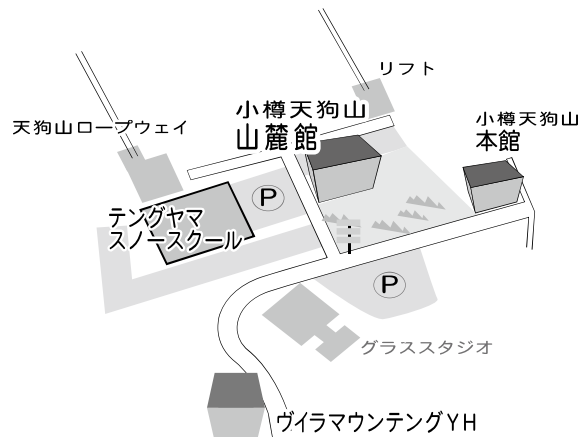 リフト
小樽天狗山
山麓館
小樽天狗山
本館
天狗山ロープウェイ
P
テングヤマ
スノースクール
P
グラススタジオ
ヴィラマウンテングYH